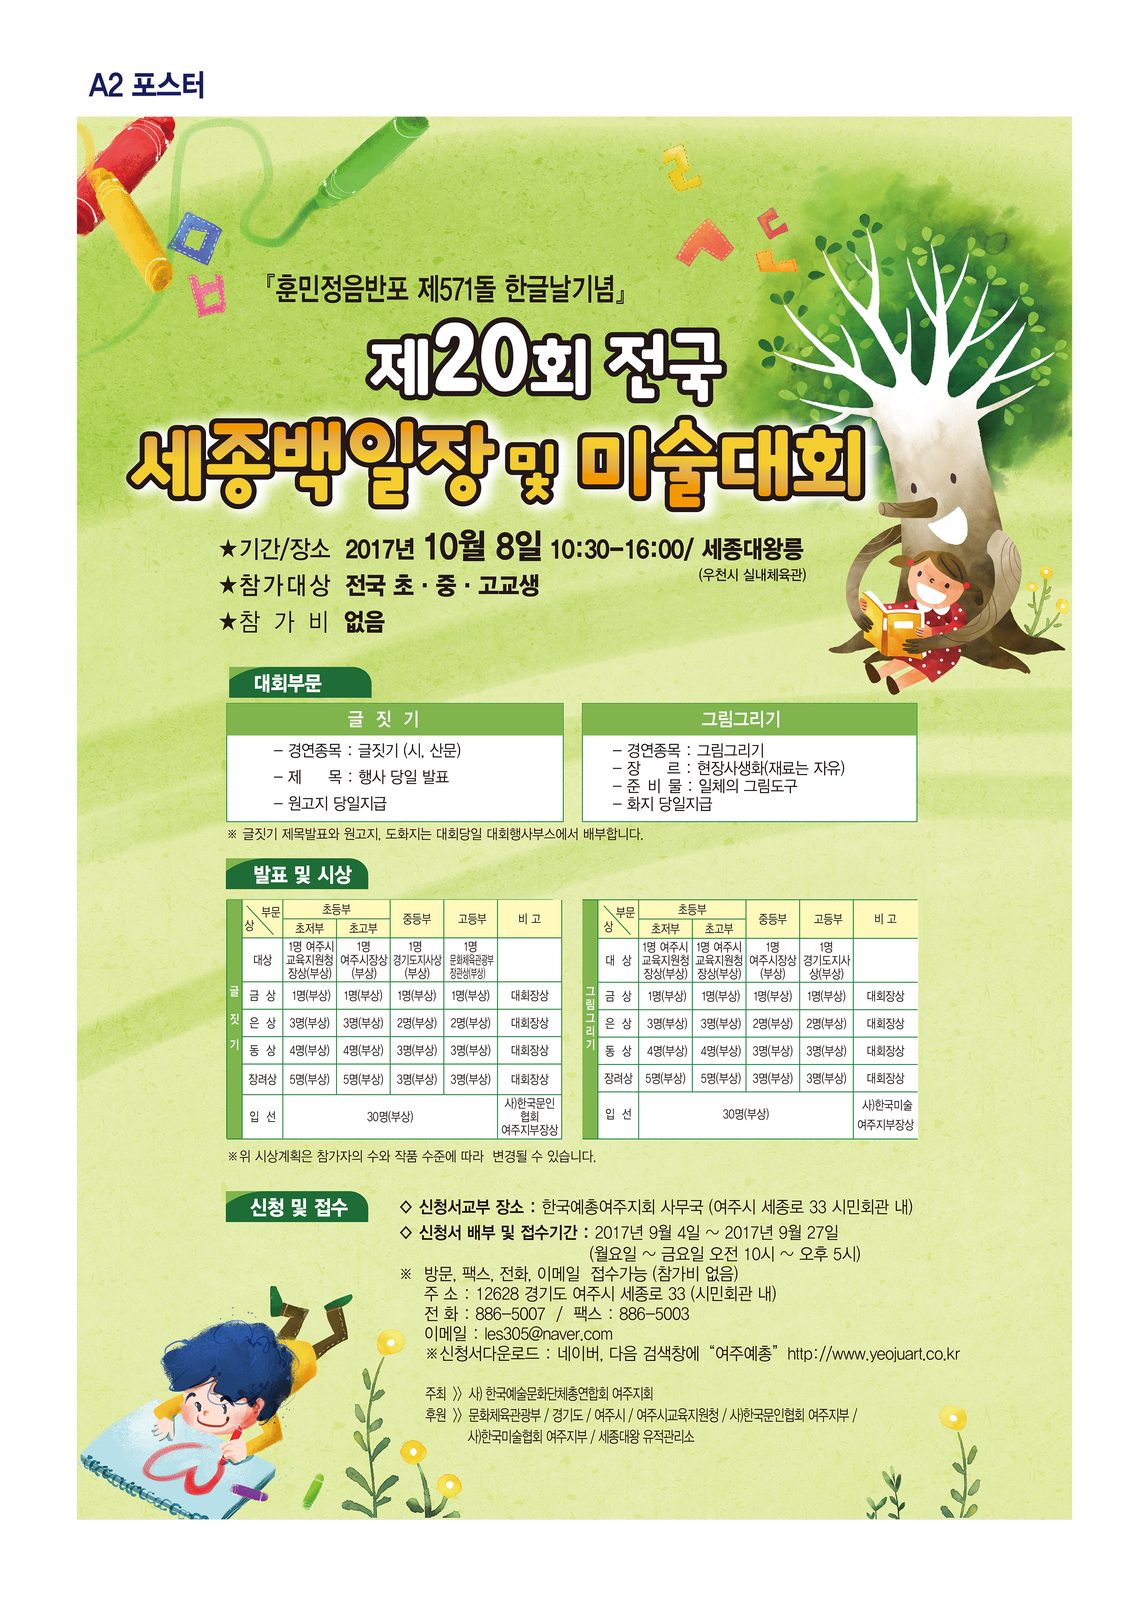 A2 포스터
『훈민정음반포 제571돌 한글날기념』
제20회 전국
세종백일장 및 미술대회
★기간/장소 2017년 10월 8일 10:30-16:00/ 세종대왕릉
(우천시 실내체육관)
★참가대상 전국 초 · 중 · 고교생
★참 가 비 없음
대회부문
글 짓 기
- 경연종목 : 글짓기 (시, 산문)
- 제 목 : 행사 당일 발표
- 원고지 당일지급
그림그리기
- 경연종목 : 그림그리기
- 장 르 : 현장사생화(재료는 자유)
- 준 비 물 : 일체의 그림도구
- 화지 당일지급
※ 글짓기 제목발표와 원고지, 도화지는 대회당일 대회행사부스에서 배부합니다.
발표 및 시상
글 짓 기
부문 상 초등부 중등부 고등부 비 고
초저부 초고부
대상 1명 여주시 교육지원청 장상(부상) 1명 여주시장상 (부상) 1명 경기도지사상 (부상) 1명 문화체육관광부 장관상(부상)
금 상 1명(부상) 1명(부상) 1명(부상) 1명(부상) 대회장상
은 상 3명(부상) 3명(부상) 2명(부상) 2명(부상) 대회장상
동 상 4명(부상) 4명(부상) 3명(부상) 3명(부상) 대회장상
장려상 5명(부상) 5명(부상) 3명(부상) 3명(부상) 대회장상
입 선 30명(부상) 사)한국문인 협회 여주지부장상
그림그리기
부문 상 초등부 중등부 고등부 비 고
초저부 초고부
대 상 1명 여주시 교육지원청 장상(부상) 1명 여주시 교육지원청 장상(부상) 1명 여주시장상 (부상) 1명 경기도지사 상(부상)
금 상 1명(부상) 1명(부상) 1명(부상) 1명(부상) 대회장상
은 상 3명(부상) 3명(부상) 2명(부상) 2명(부상) 대회장상
동 상 4명(부상) 4명(부상) 3명(부상) 3명(부상) 대회장상
장려상 5명(부상) 5명(부상) 3명(부상) 3명(부상) 대회장상
입 선 30명(부상) 사)한국미술 여주지부장상
※위 시상계획은 참가자의 수와 작품 수준에 따라 변경될 수 있습니다.
신청 및 접수
◇ 신청서교부 장소 : 한국예총여주지회 사무국 (여주시 세종로 33 시민회관 내)
◇ 신청서 배부 및 접수기간 : 2017년 9월 4일 ~ 2017년 9월 27일
(월요일 ~ 금요일 오전 10시 ~ 오후 5시)
※ 방문, 팩스, 전화, 이메일 접수가능 (참가비 없음)
주 소 : 12628 경기도 여주시 세종로 33 (시민회관 내)
전 화 : 886-5007 / 팩스 : 886-5003
이메일 : les305@naver.com
※신청서다운로드 : 네이버, 다음 검색창에 “여주예총” http://www.yeojuart.co.kr
주최 》 사) 한국예술문화단체총연합회 여주지회
후원 》 문화체육관광부 / 경기도 / 여주시 / 여주시교육지원청 / 사)한국문인협회 여주지부 /
사)한국미술협회 여주지부 / 세종대왕 유적관리소